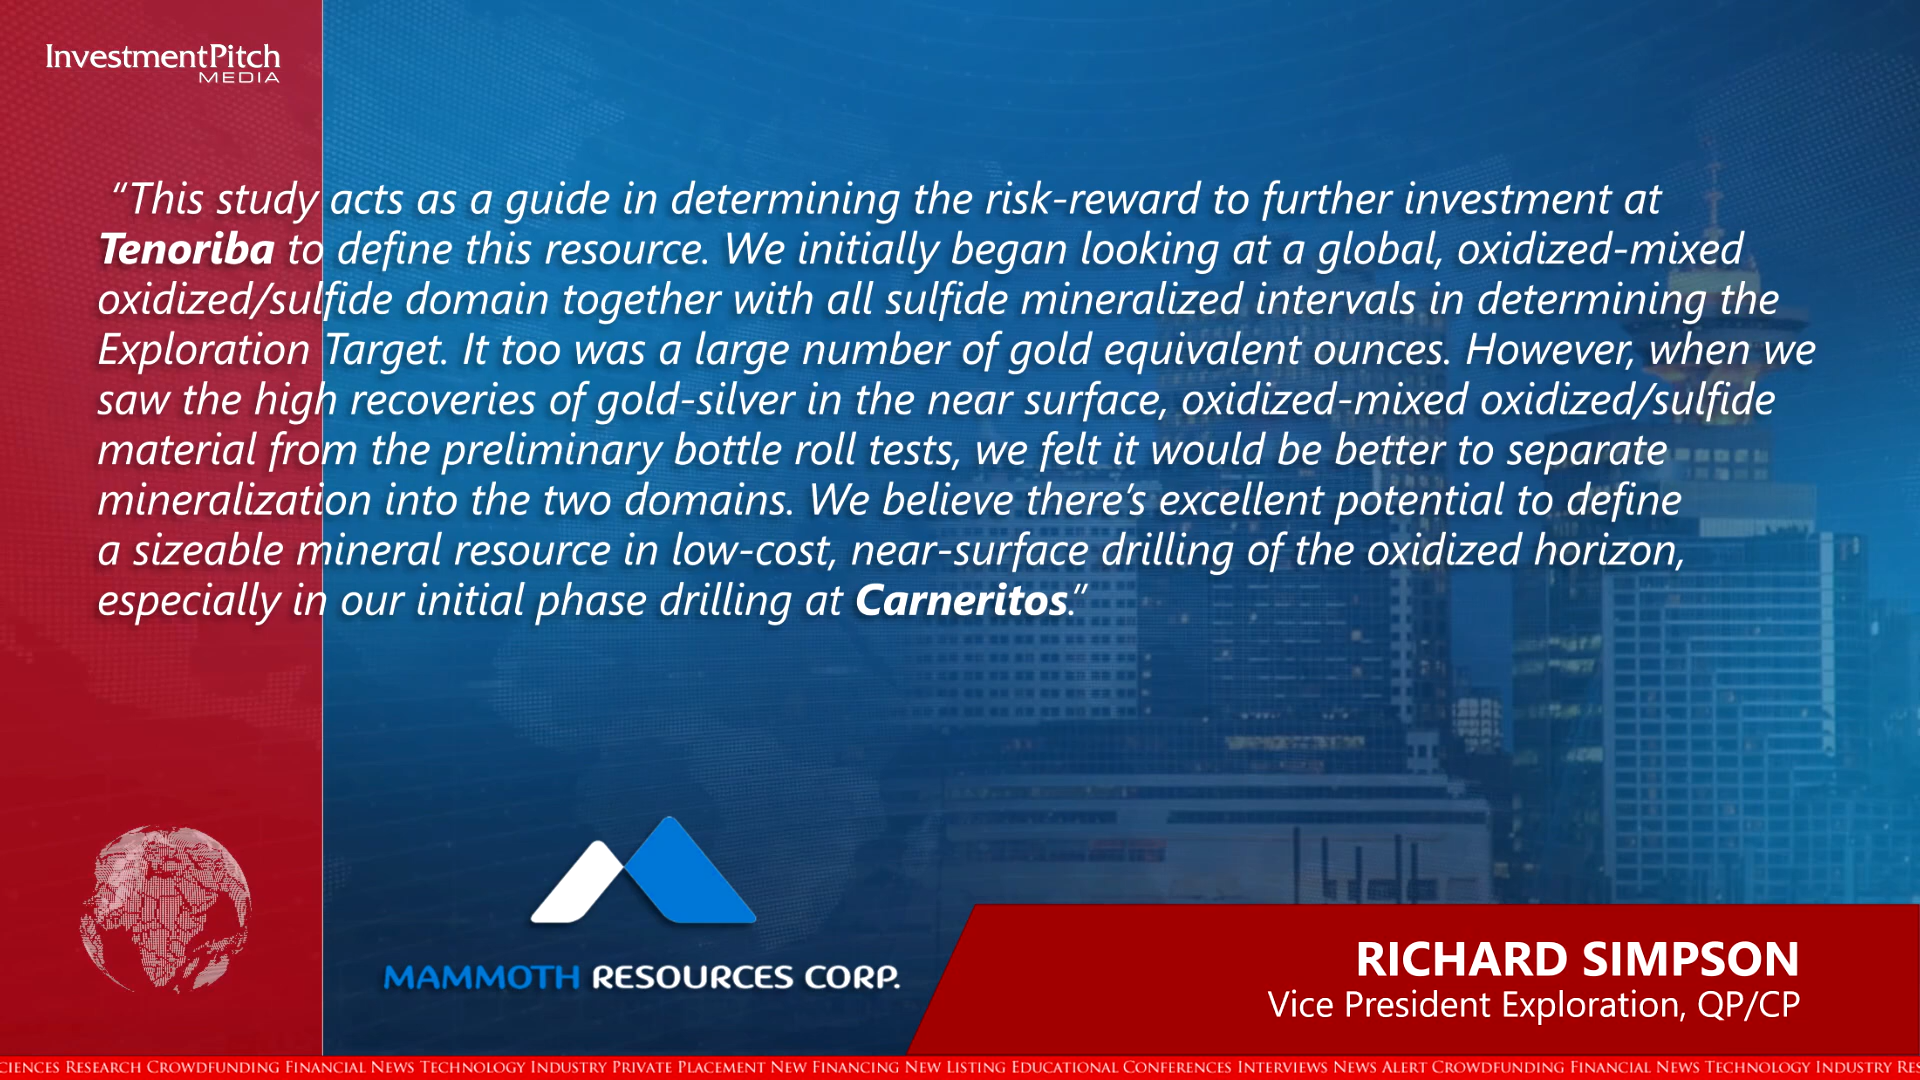 InvestmentPitch
MEDIA
“This study acts as a guide in determining the risk-reward to further investment at
Tenoriba to define this resource. We initially began looking at a global, oxidized-mixed
oxidized/sulfide domain together with all sulfide mineralized intervals in determining the
Exploration Target. It too was a large number of gold equivalent ounces. However, when we
saw the high recoveries of gold-silver in the near surface, oxidized-mixed oxidized/sulfide
material from the preliminary bottle roll tests, we felt it would be better to separate
mineralization into the two domains. We believe there’s excellent potential to define
a sizeable mineral resource in low-cost, near-surface drilling of the oxidized horizon,
especially in our initial phase drilling at Carneritos.”
MAMMOTH RESOURCES CORP.
RICHARD SIMPSON
Vice President Exploration, QP/CP
CIENCES RESEARCH CROWDFUNDING FINANCIAL NEWS TECHNOLOGY INDUSTRY PRIVATE PLACEMENT NEW FINANCING NEW LISTING EDUCATIONAL CONFERENCES INTERVIEWS NEWS ALERT CROWDFUNDING FINANCIAL NEWS TECHNOLOGY INDUSTRY RES